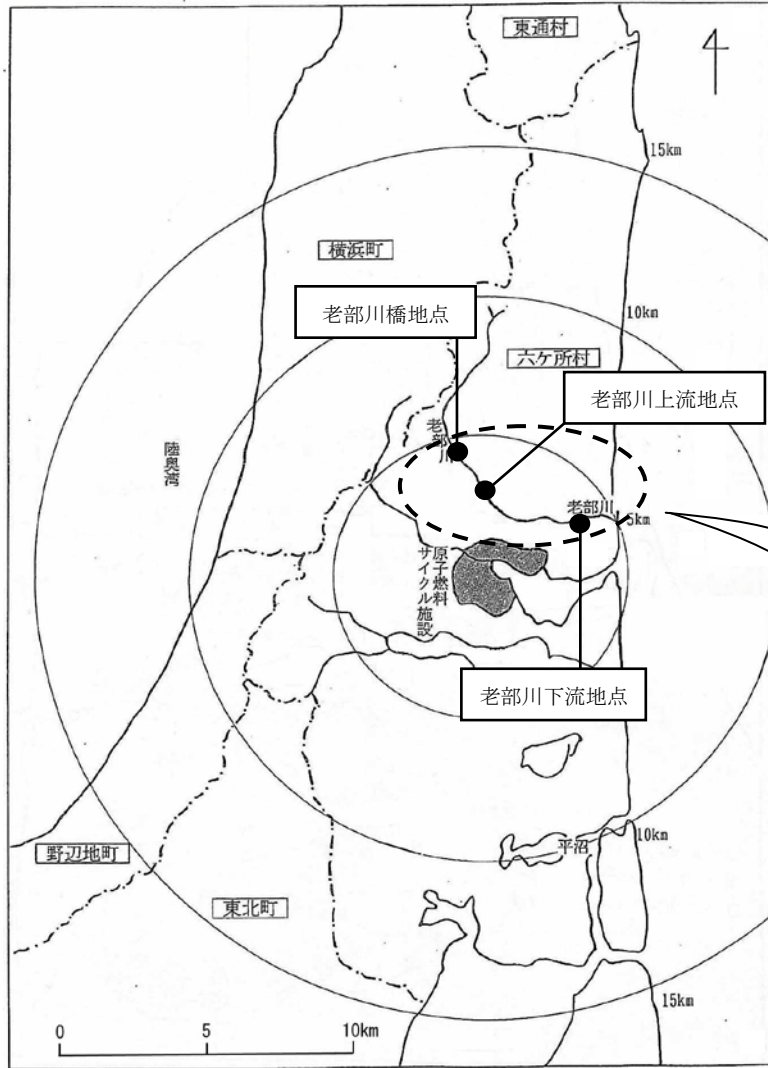 東通村
15km
横浜町
老部川橋地点
10km
六ケ所村
老部川上流地点
老部川
陸奥湾
老部川
5km
原子燃料
サイクル施設
老部川下流地点
平沼
10km
野辺地町
東北町
15km
0 5 10km